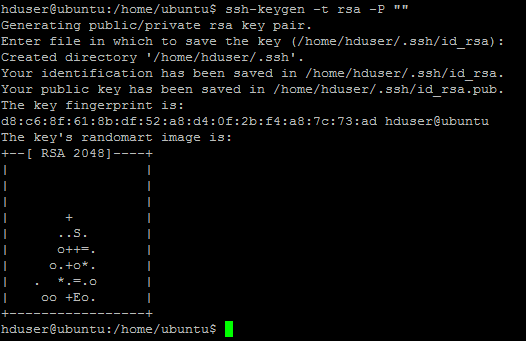 hduser@ubuntu:/home/ubuntu$ ssh-keygen -t rsa -P ""
Generating public/private rsa key pair.
Enter file in which to save the key (/home/hduser/.ssh/id_rsa):
Created directory '/home/hduser/.ssh'.
Your identification has been saved in /home/hduser/.ssh/id_rsa.
Your public key has been saved in /home/hduser/.ssh/id_rsa.pub.
The key fingerprint is:
d8:c6:8f:61:8b:df:52:a8:d4:0f:2b:f4:a8:7c:73:ad hduser@ubuntu
The key's randomart image is:
+--[ RSA 2048]----+
|                 |
|                 |
|                 |
|       +         |
|      ..S.       |
|      o++=.      |
|     o.+o*.      |
|   .  *.=.o      |
|    oo +Eo.      |
+-----------------+
hduser@ubuntu:/home/ubuntu$